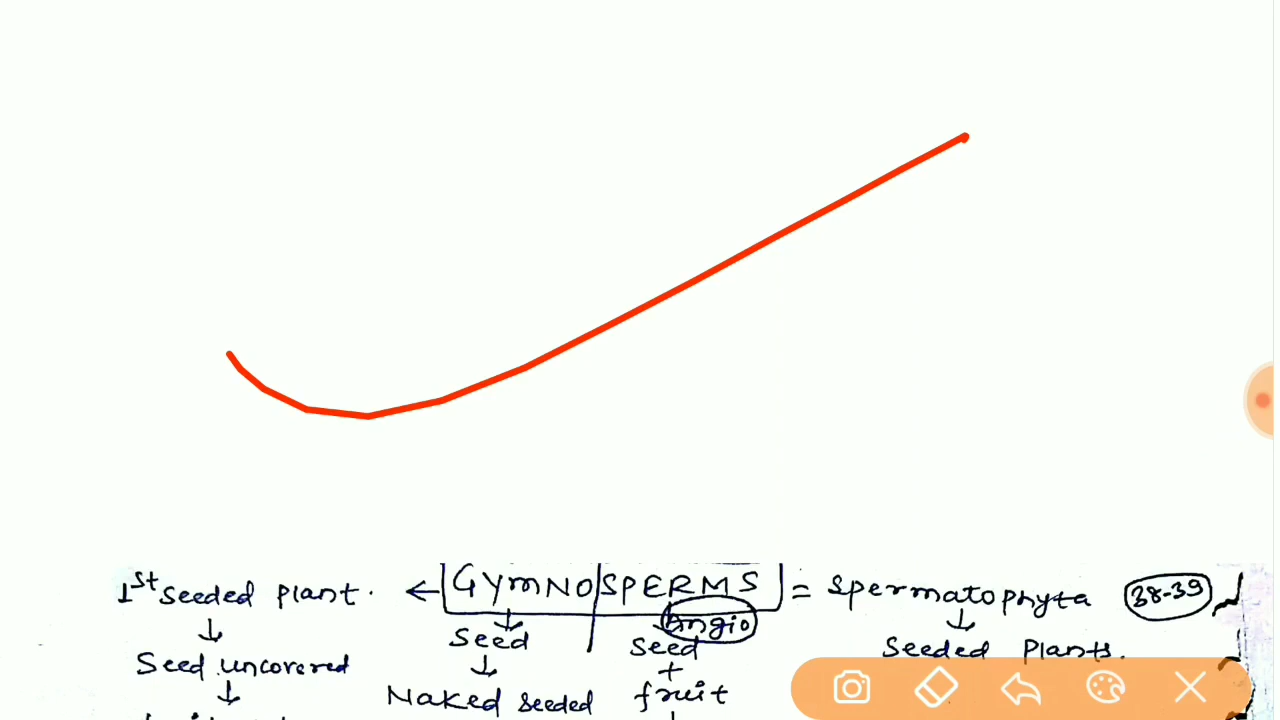 1st seeded plant. ← GYMNO|SPERMS = Spermatophyta 38-39
↓ ↓ Angio ↓
Seed Seed Seeded Plants.
Seed uncovered ↓ +
↓ Naked seeded fruit